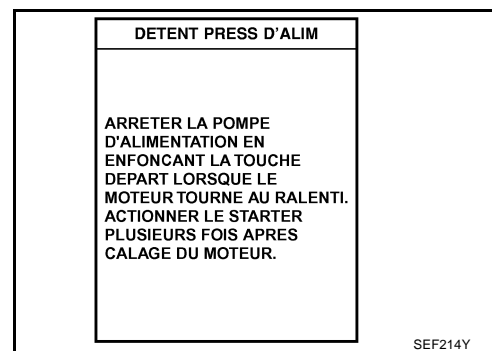 DETENT PRESS D'ALIM
ARRETER LA POMPE
D'ALIMENTATION EN
ENFONCANT LA TOUCHE
DEPART LORSQUE LE
MOTEUR TOURNE AU RALENTI.
ACTIONNER LE STARTER
PLUSIEURS FOIS APRES
CALAGE DU MOTEUR.
SEF214Y